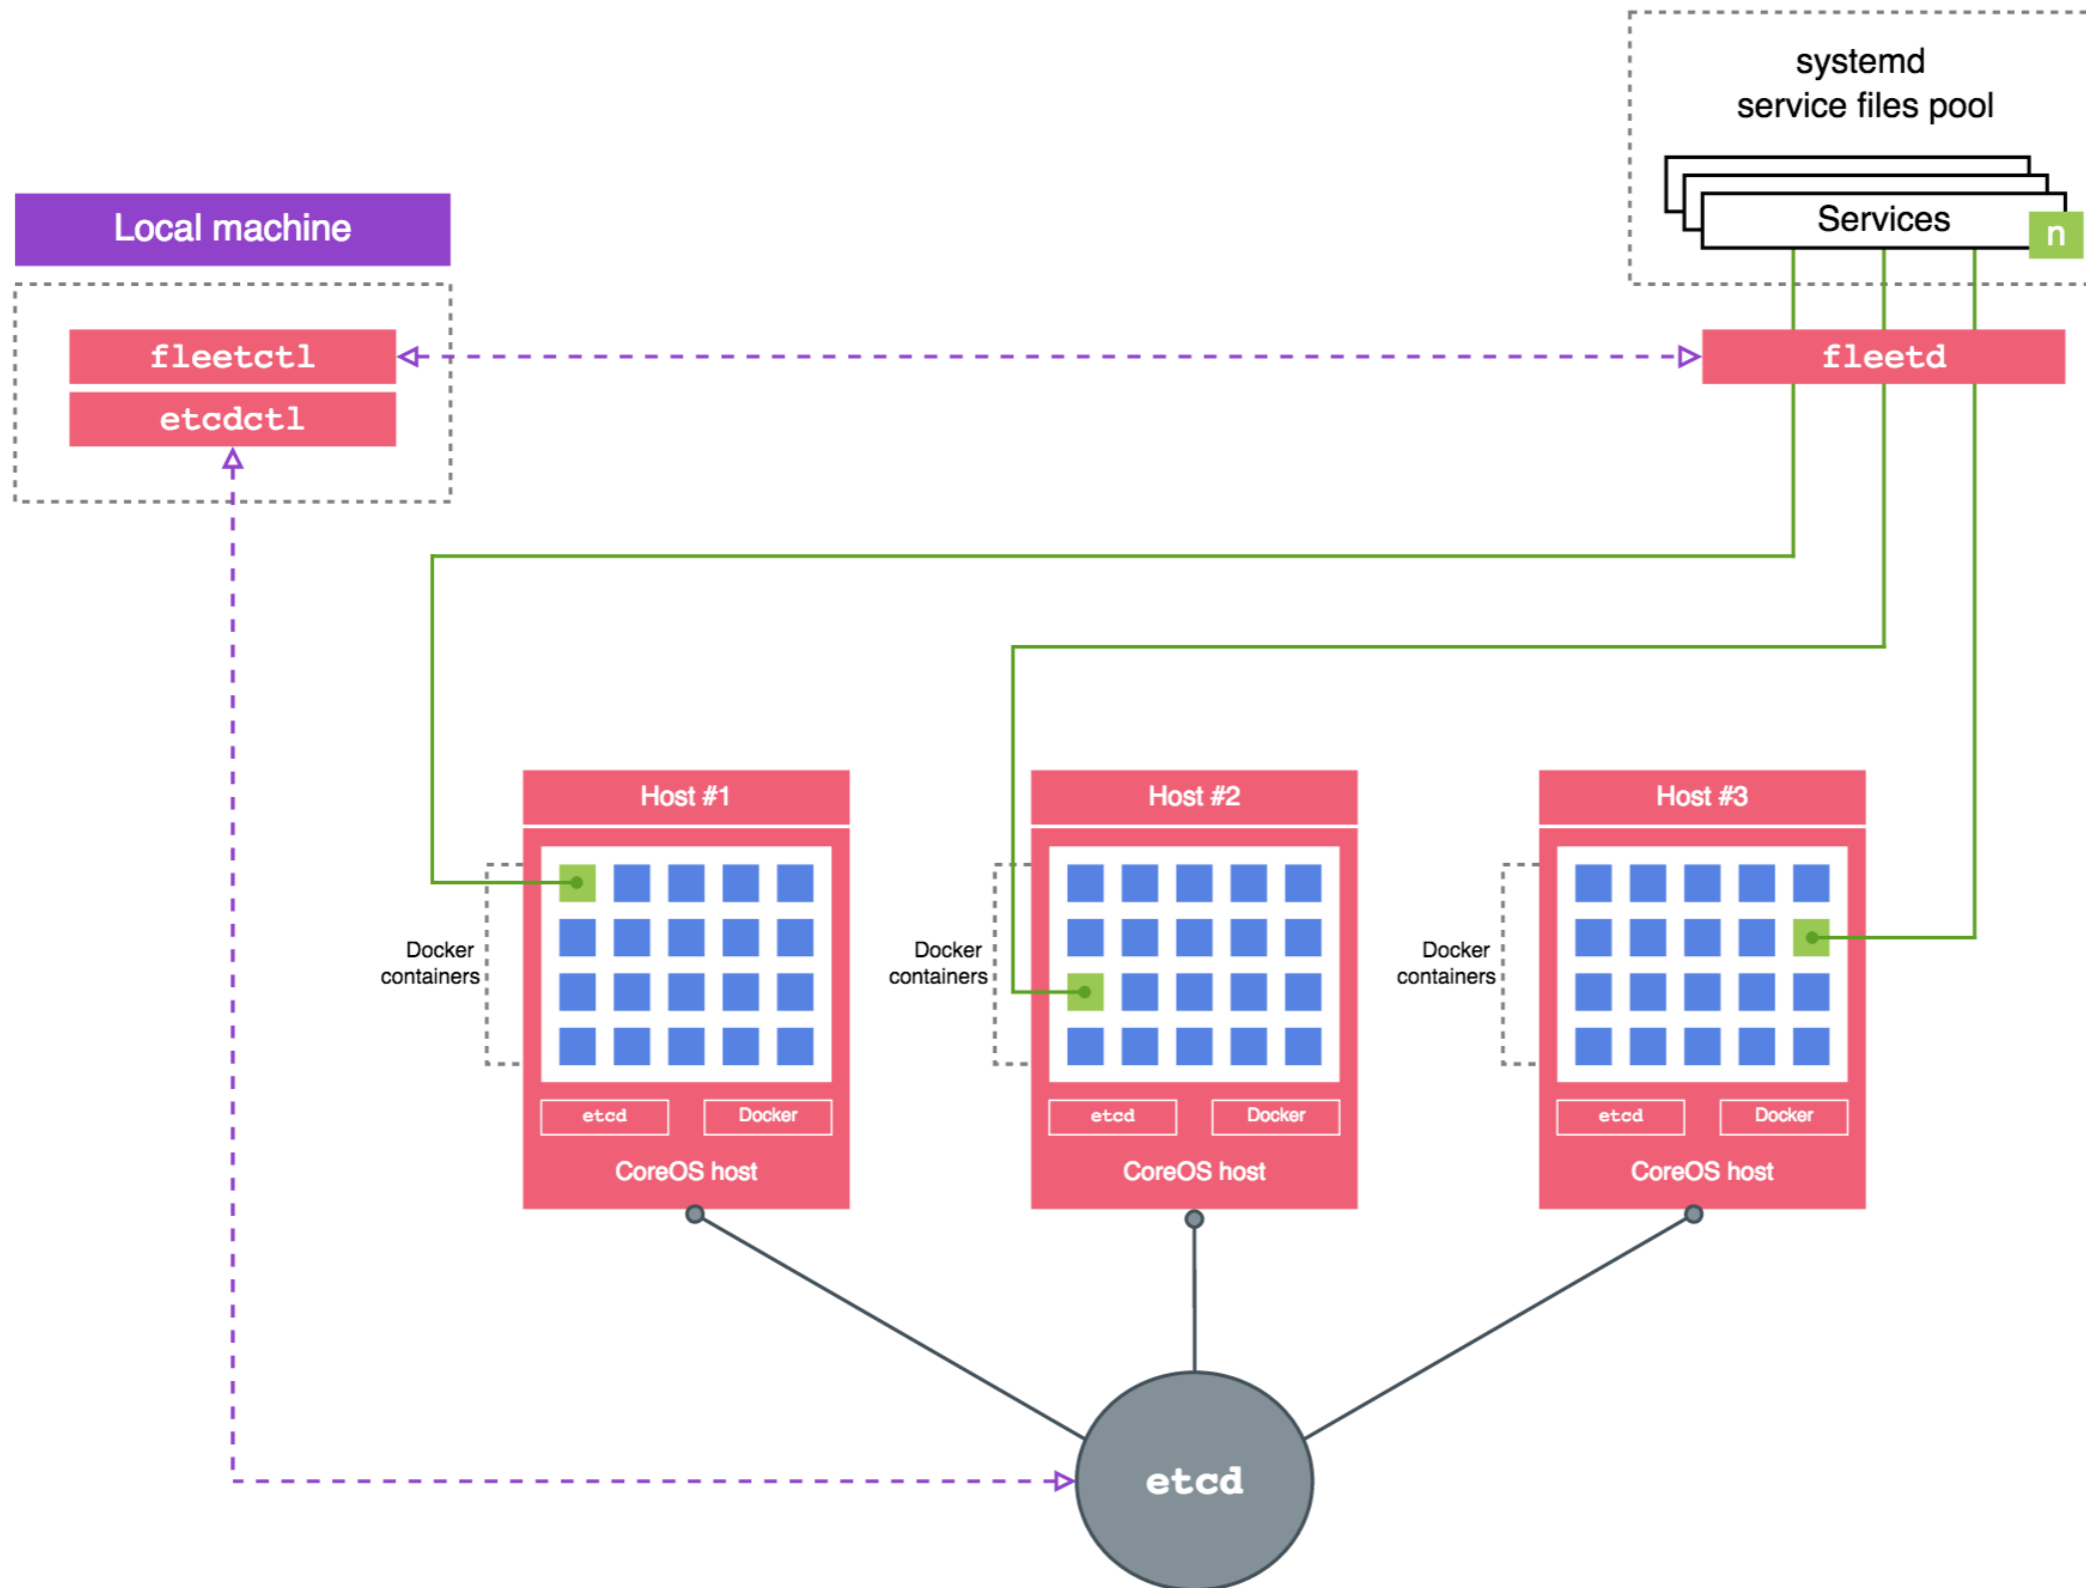 systemd
service files pool
Services
n
Local machine
fleetctl
fleetd
etcdctl
Host #1
Host #2
Host #3
Docker
containers
Docker
containers
Docker
containers
etcd
Docker
etcd
Docker
etcd
Docker
CoreOS host
CoreOS host
CoreOS host
etcd